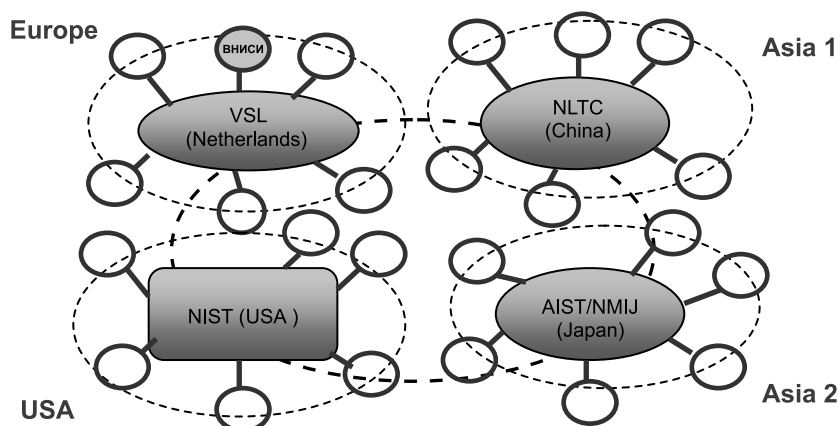 Europe
ВНИСИ
Asia 1
VSL
(Netherlands)
NLTC
(China)
NIST (USA )
AIST/NMIJ
(Japan)
USA
Asia 2